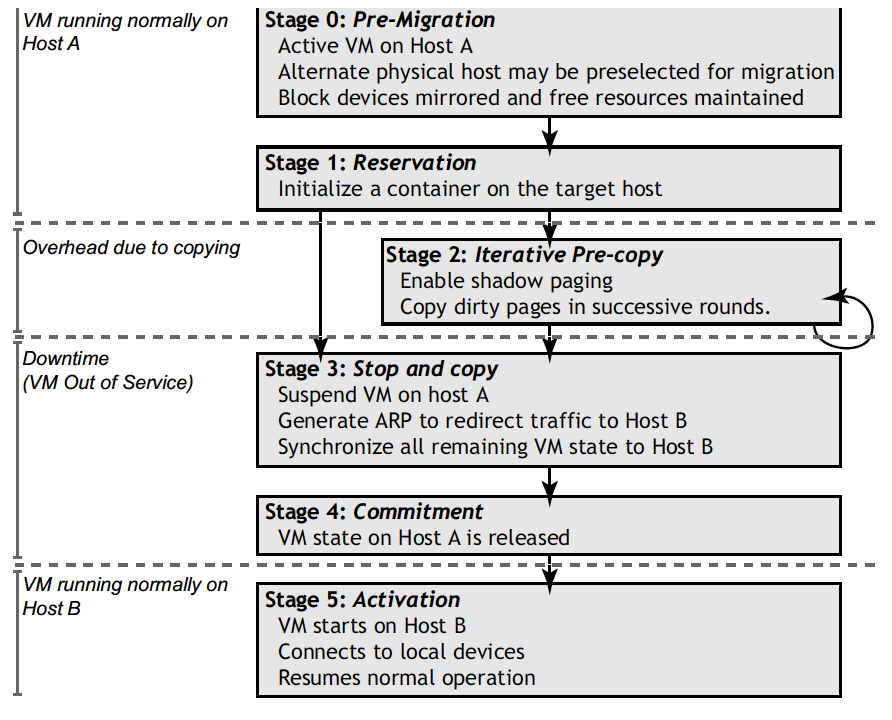 VM running normally on
Host A
Stage 0: Pre-Migration
Active VM on Host A
Alternate physical host may be preselected for migration
Block devices mirrored and free resources maintained
Stage 1: Reservation
Initialize a container on the target host
Overhead due to copying
Stage 2: Iterative Pre-copy
Enable shadow paging
Copy dirty pages in successive rounds.
Downtime
(VM Out of Service)
Stage 3: Stop and copy
Suspend VM on host A
Generate ARP to redirect traffic to Host B
Synchronize all remaining VM state to Host B
Stage 4: Commitment
VM state on Host A is released
VM running normally on
Host B
Stage 5: Activation
VM starts on Host B
Connects to local devices
Resumes normal operation